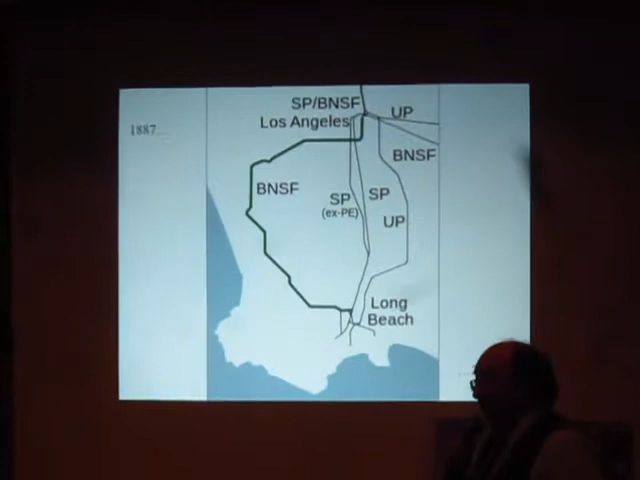 1887...
SP/BNSF
Los Angeles
UP
BNSF
BNSF
SP
(ex-PE)
SP
UP
Long
Beach